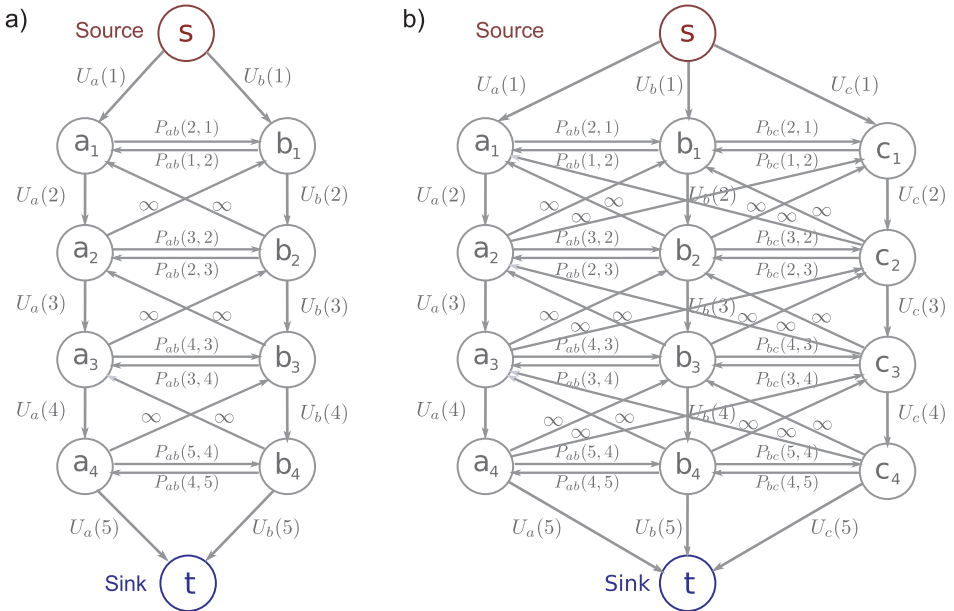 a) Source s b) Source s
U_a(1) U_b(1) U_a(1) U_b(1) U_c(1)
a_1 P_ab(2,1) b_1 a_1 P_ab(2,1) b_1 P_bc(2,1) c_1
P_ab(1,2) P_ab(1,2) P_bc(1,2)
U_a(2) ∞ ∞ U_b(2) U_a(2) ∞ ∞ ∞ U_b(2) ∞ ∞ ∞ U_c(2)
a_2 P_ab(3,2) b_2 a_2 P_ab(3,2) b_2 P_bc(3,2) c_2
P_ab(2,3) P_ab(2,3) P_bc(2,3)
U_a(3) ∞ ∞ U_b(3) U_a(3) ∞ ∞ ∞ U_b(3) ∞ ∞ ∞ U_c(3)
a_3 P_ab(4,3) b_3 a_3 P_ab(4,3) b_3 P_bc(4,3) c_3
P_ab(3,4) P_ab(3,4) P_bc(3,4)
U_a(4) ∞ ∞ U_b(4) U_a(4) ∞ ∞ ∞ U_b(4) ∞ ∞ ∞ U_c(4)
a_4 P_ab(5,4) b_4 a_4 P_ab(5,4) b_4 P_bc(5,4) c_4
P_ab(4,5) P_ab(4,5) P_bc(4,5)
U_a(5) U_b(5) U_a(5) U_b(5) U_c(5)
Sink t Sink t